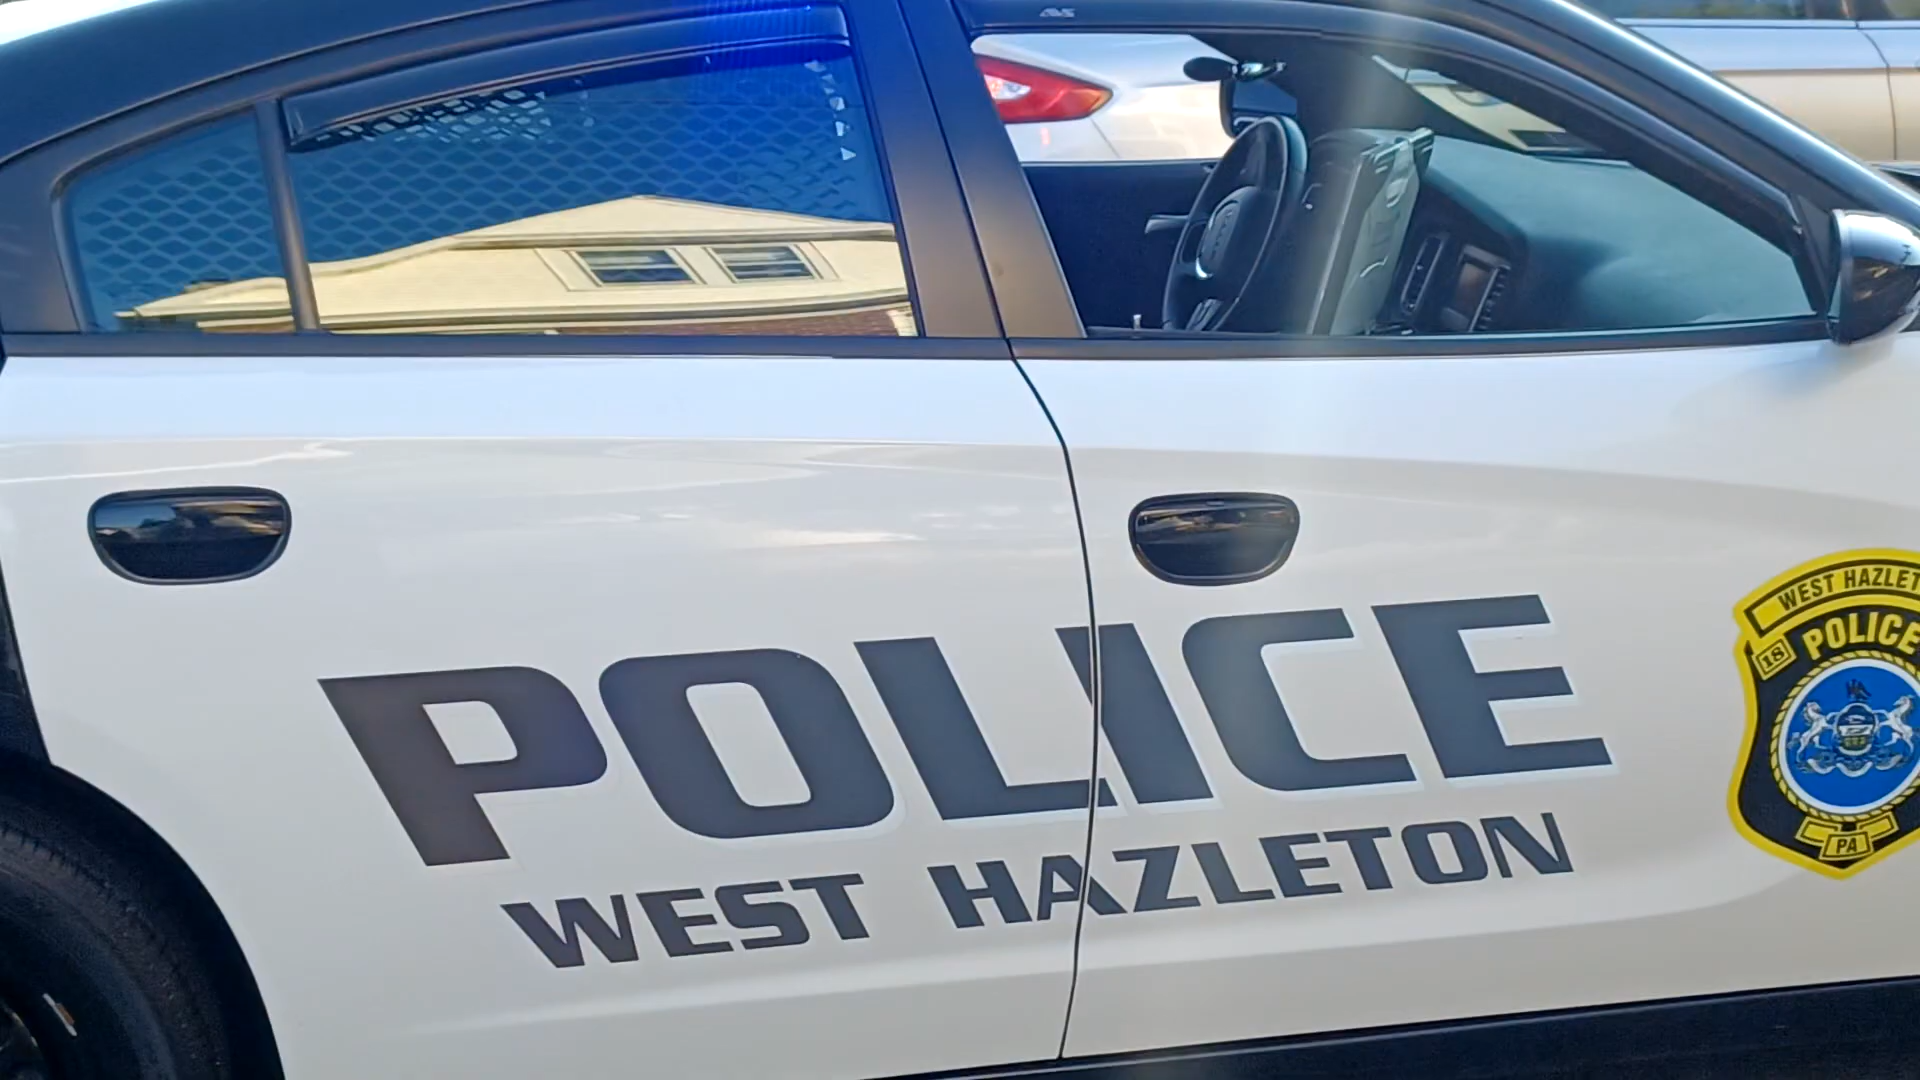 POLICE
WEST HAZLETON
WEST HAZLET
POLICE
18
PA